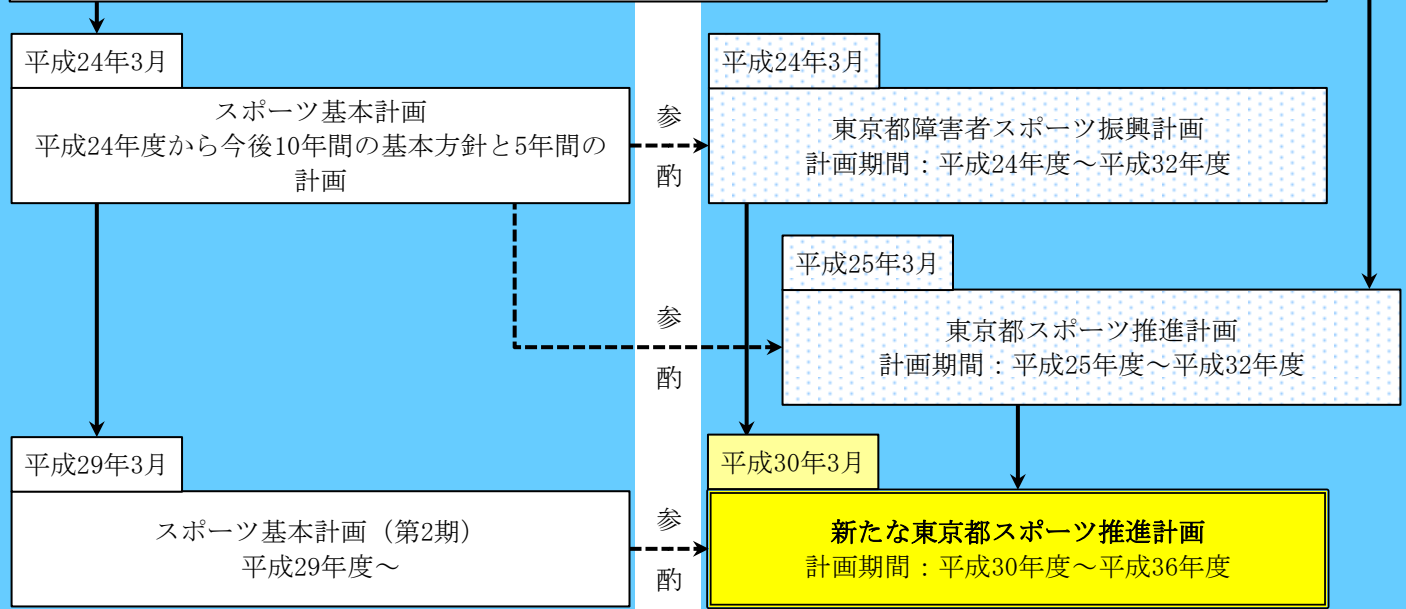 平成24年3月
スポーツ基本計画
平成24年度から今後10年間の基本方針と5年間の
計画
参
酌
平成24年3月
東京都障害者スポーツ振興計画
計画期間：平成24年度～平成32年度
参
酌
平成25年3月
東京都スポーツ推進計画
計画期間：平成25年度～平成32年度
平成29年3月
スポーツ基本計画（第2期）
平成29年度～
参
酌
平成30年3月
新たな東京都スポーツ推進計画
計画期間：平成30年度～平成36年度